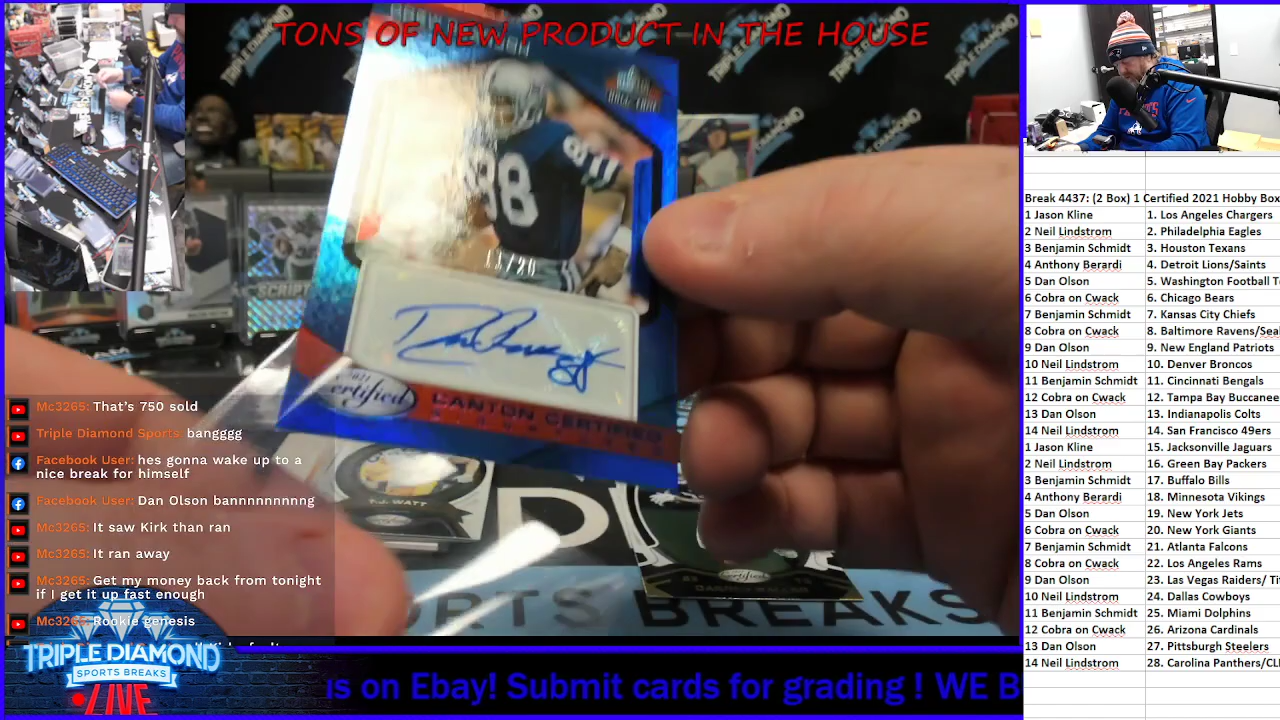 TONS OF NEW PRODUCT IN THE HOUSE
TRIPLE DIAMOND
HALL FAME
88
11/20
88
2021
certified
CANTON CERTIFIED
SIGNATURES
SCRIPT
T.J. WATT
certified
DARREN WALLER
SPORTS BREAKS
Mc3265: That's 750 sold
Triple Diamond Sports: bangggg
Facebook User: hes gonna wake up to a
nice break for himself
Facebook User: Dan Olson bannnnnnnnng
Mc3265: It saw Kirk than ran
Mc3265: It ran away
Mc3265: Get my money back from tonight
if I get it up fast enough
Mc3265: Rookie genesis
TRIPLE DIAMOND
SPORTS BREAKS
LIVE
is on Ebay! Submit cards for grading ! WE
Break 4437: (2 Box) 1 Certified 2021 Hobby Box
1 Jason Kline 1. Los Angeles Chargers
2 Neil Lindstrom 2. Philadelphia Eagles
3 Benjamin Schmidt 3. Houston Texans
4 Anthony Berardi 4. Detroit Lions/Saints
5 Dan Olson 5. Washington Football T
6 Cobra on Cwack 6. Chicago Bears
7 Benjamin Schmidt 7. Kansas City Chiefs
8 Cobra on Cwack 8. Baltimore Ravens/Sea
9 Dan Olson 9. New England Patriots
10 Neil Lindstrom 10. Denver Broncos
11 Benjamin Schmidt 11. Cincinnati Bengals
12 Cobra on Cwack 12. Tampa Bay Buccanee
13 Dan Olson 13. Indianapolis Colts
14 Neil Lindstrom 14. San Francisco 49ers
1 Jason Kline 15. Jacksonville Jaguars
2 Neil Lindstrom 16. Green Bay Packers
3 Benjamin Schmidt 17. Buffalo Bills
4 Anthony Berardi 18. Minnesota Vikings
5 Dan Olson 19. New York Jets
6 Cobra on Cwack 20. New York Giants
7 Benjamin Schmidt 21. Atlanta Falcons
8 Cobra on Cwack 22. Los Angeles Rams
9 Dan Olson 23. Las Vegas Raiders/ Ti
10 Neil Lindstrom 24. Dallas Cowboys
11 Benjamin Schmidt 25. Miami Dolphins
12 Cobra on Cwack 26. Arizona Cardinals
13 Dan Olson 27. Pittsburgh Steelers
14 Neil Lindstrom 28. Carolina Panthers/CL